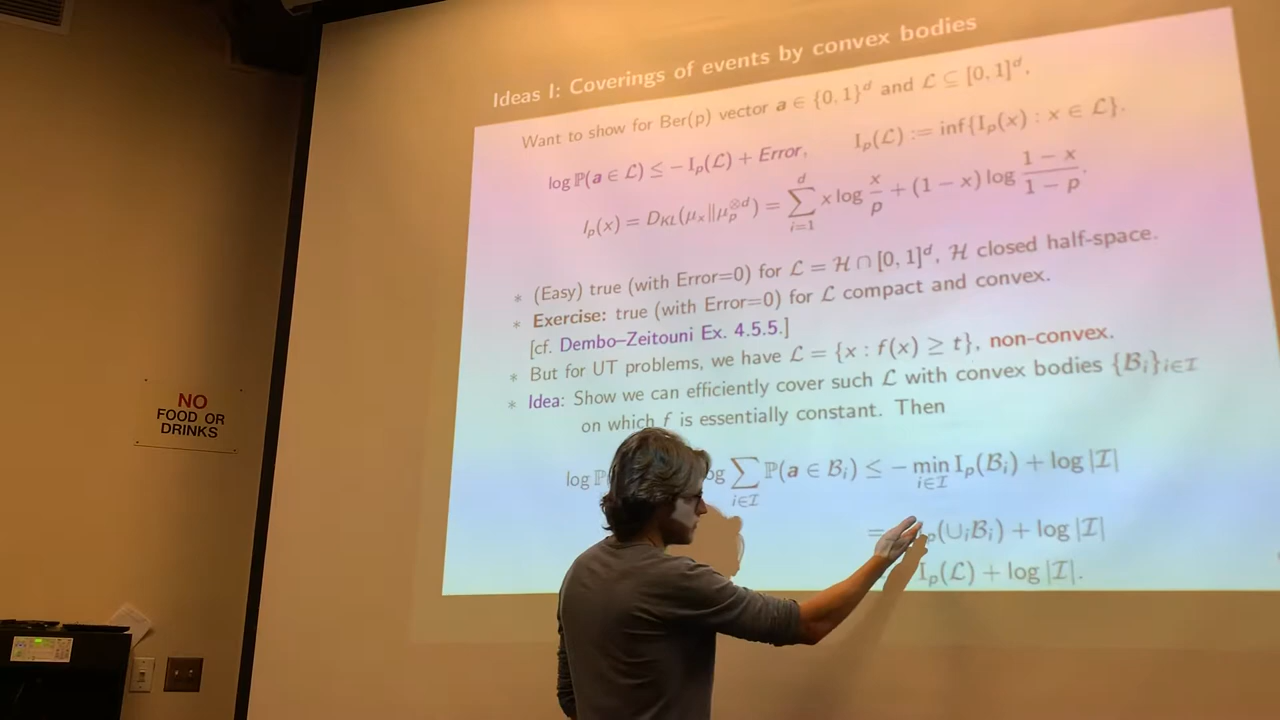 Ideas I: Coverings of events by convex bodies
Want to show for Ber(p) vector a ∈ {0, 1}^d and ℒ ⊆ [0, 1]^d,
log ℙ(a ∈ ℒ) ≤ − I_p(ℒ) + Error, I_p(ℒ) := inf{I_p(x) : x ∈ ℒ}.
I_p(x) = D_KL(μ_x‖μ_p^{⊗d}) = ∑_{i=1}^d x log x/p + (1 − x) log (1 − x)/(1 − p).
* (Easy) true (with Error=0) for ℒ = ℋ ∩ [0, 1]^d, ℋ closed half-space.
* Exercise: true (with Error=0) for ℒ compact and convex.
[cf. Dembo–Zeitouni Ex. 4.5.5.]
* But for UT problems, we have ℒ = {x : f(x) ≥ t}, non-convex.
* Idea: Show we can efficiently cover such ℒ with convex bodies {ℬ_i}_{i∈ℐ}
on which f is essentially constant. Then
log ℙ( ∑_{i∈ℐ} ℙ(a ∈ ℬ_i) ≤ − min_{i∈ℐ} I_p(ℬ_i) + log |ℐ|
= (∪_iℬ_i) + log |ℐ|
I_p(ℒ) + log |ℐ|.
NO
FOOD OR
DRINKS